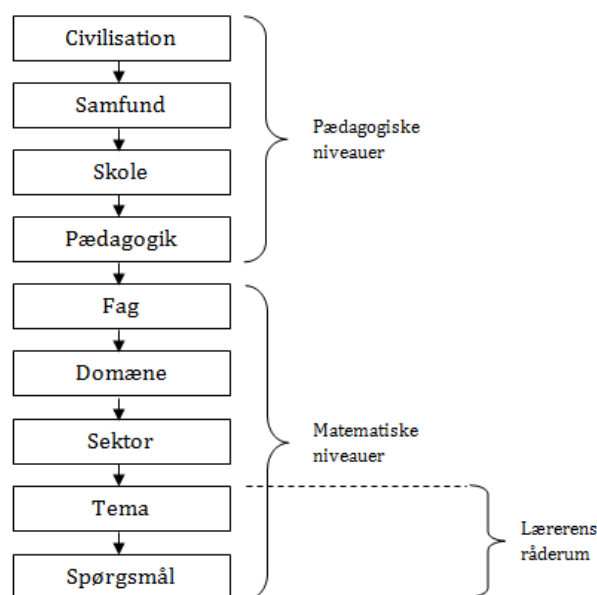 Civilisation
Samfund
Skole
Pædagogik
Pædagogiske
niveauer
Fag
Domæne
Sektor
Tema
Spørgsmål
Matematiske
niveauer
Lærerens
råderum